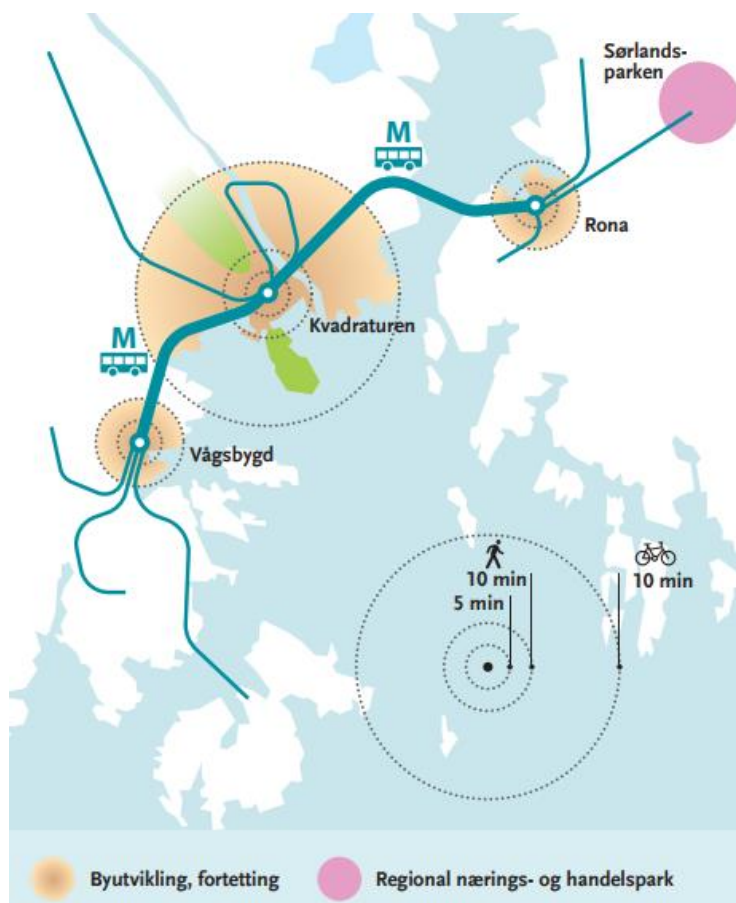 Sørlands-
parken
M
Rona
Kvadraturen
M
Vågsbygd
10 min
10 min
5 min
Byutvikling, fortetting
Regional nærings- og handelspark